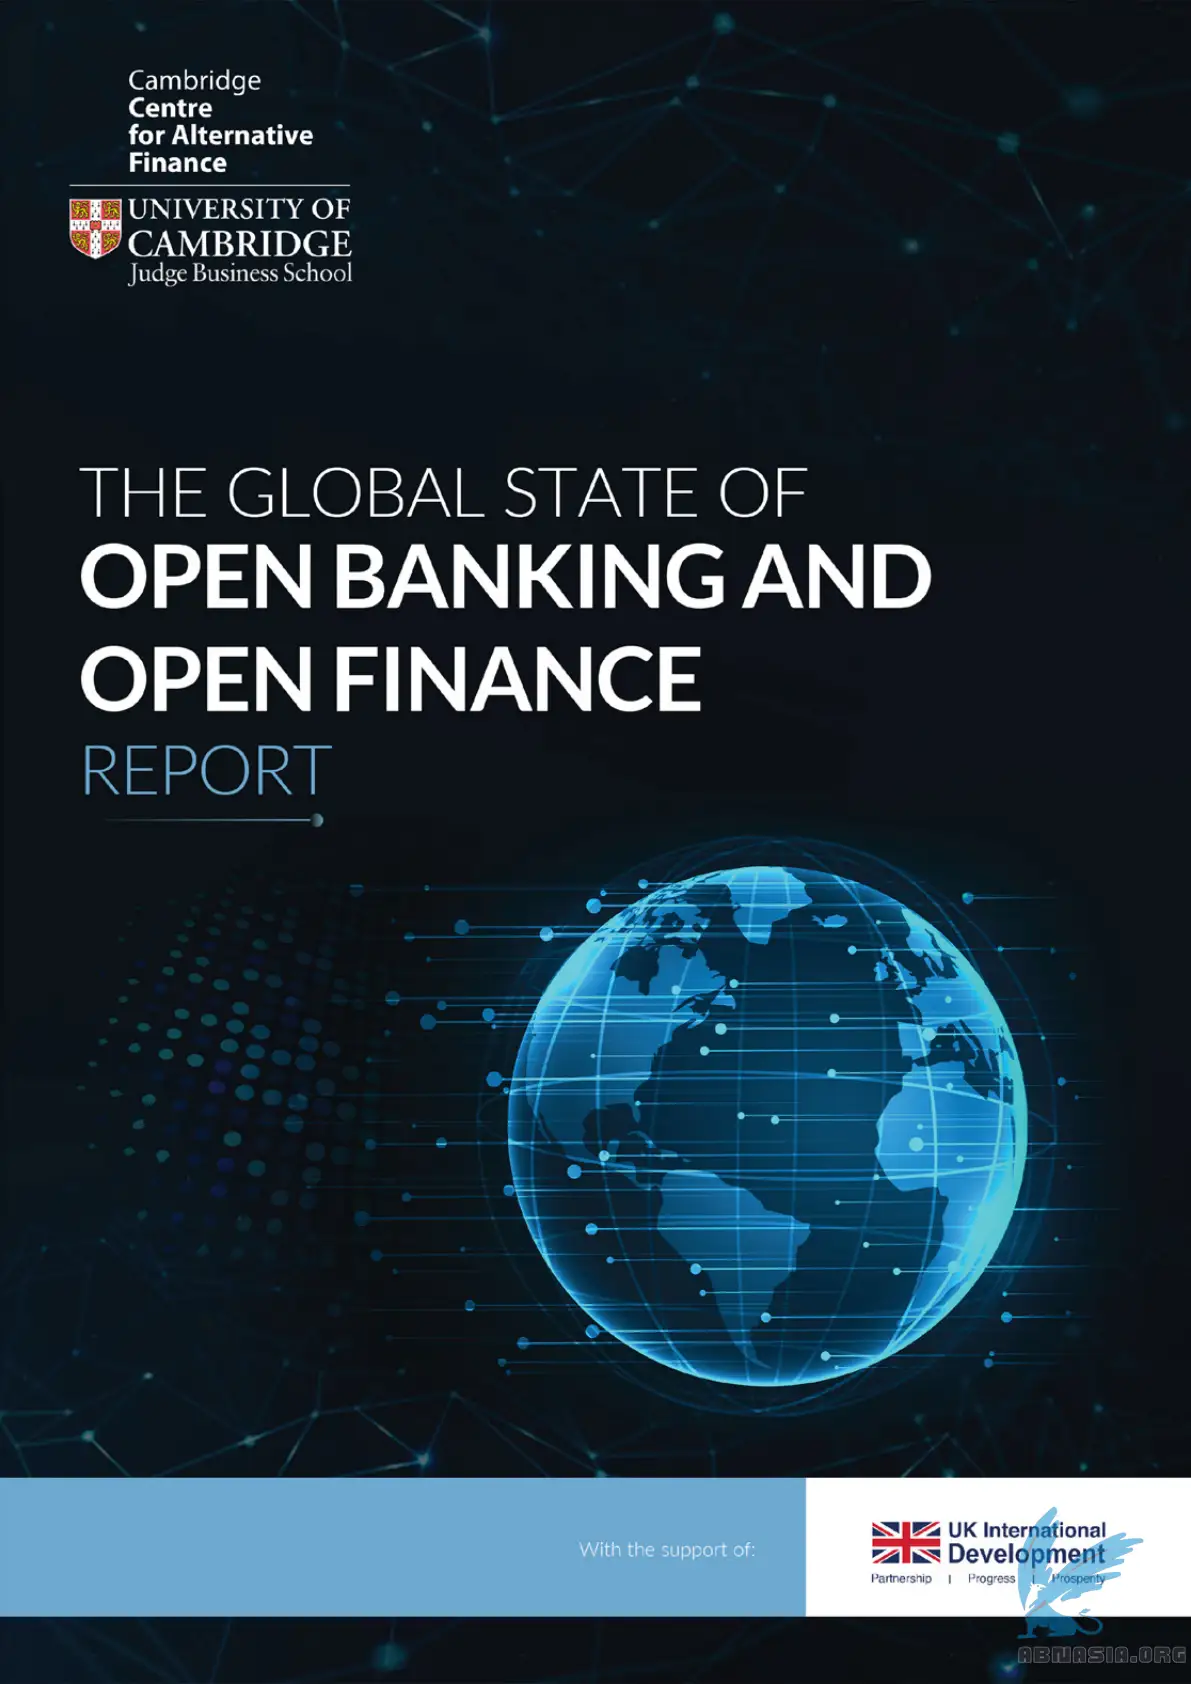 Cambridge
Centre
for Alternative
Finance
UNIVERSITY OF
CAMBRIDGE
Judge Business School
THE GLOBAL STATE OF
OPEN BANKING AND
OPEN FINANCE
REPORT
With the support of:
UK International
Development
Partnership | Progress | Prosperity
ABNASIA.ORG